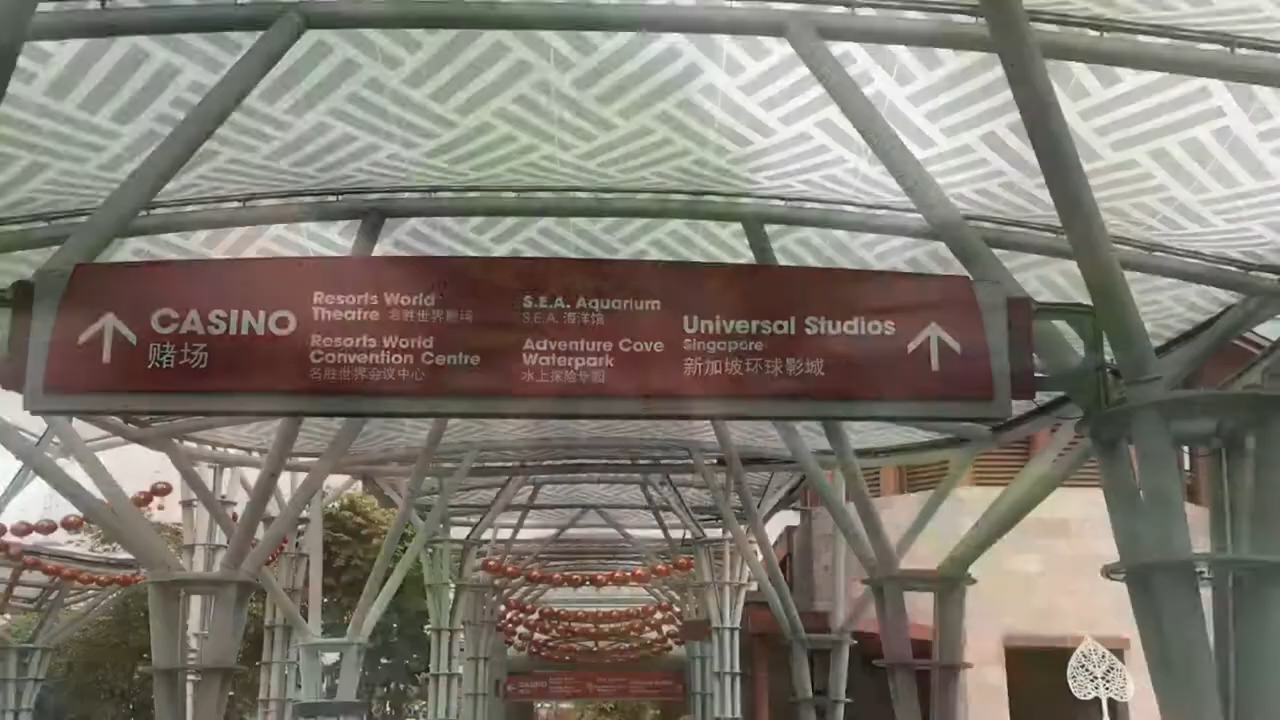 CASINO
赌场
Resorts World
Theatre 名胜世界剧场
Resorts World
Convention Centre
名胜世界会议中心
S.E.A. Aquarium
S.E.A. 海洋馆
Adventure Cove
Waterpark
水上探险乐园
Universal Studios
Singapore
新加坡环球影城
CASINO